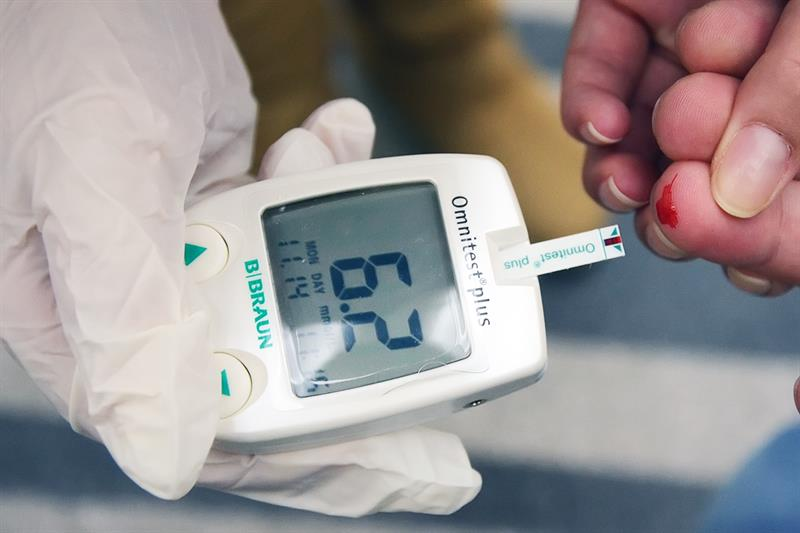 Omnitest®plus
6.2
MON DAY
11 14
B|BRAUN
Omnitest®
plus